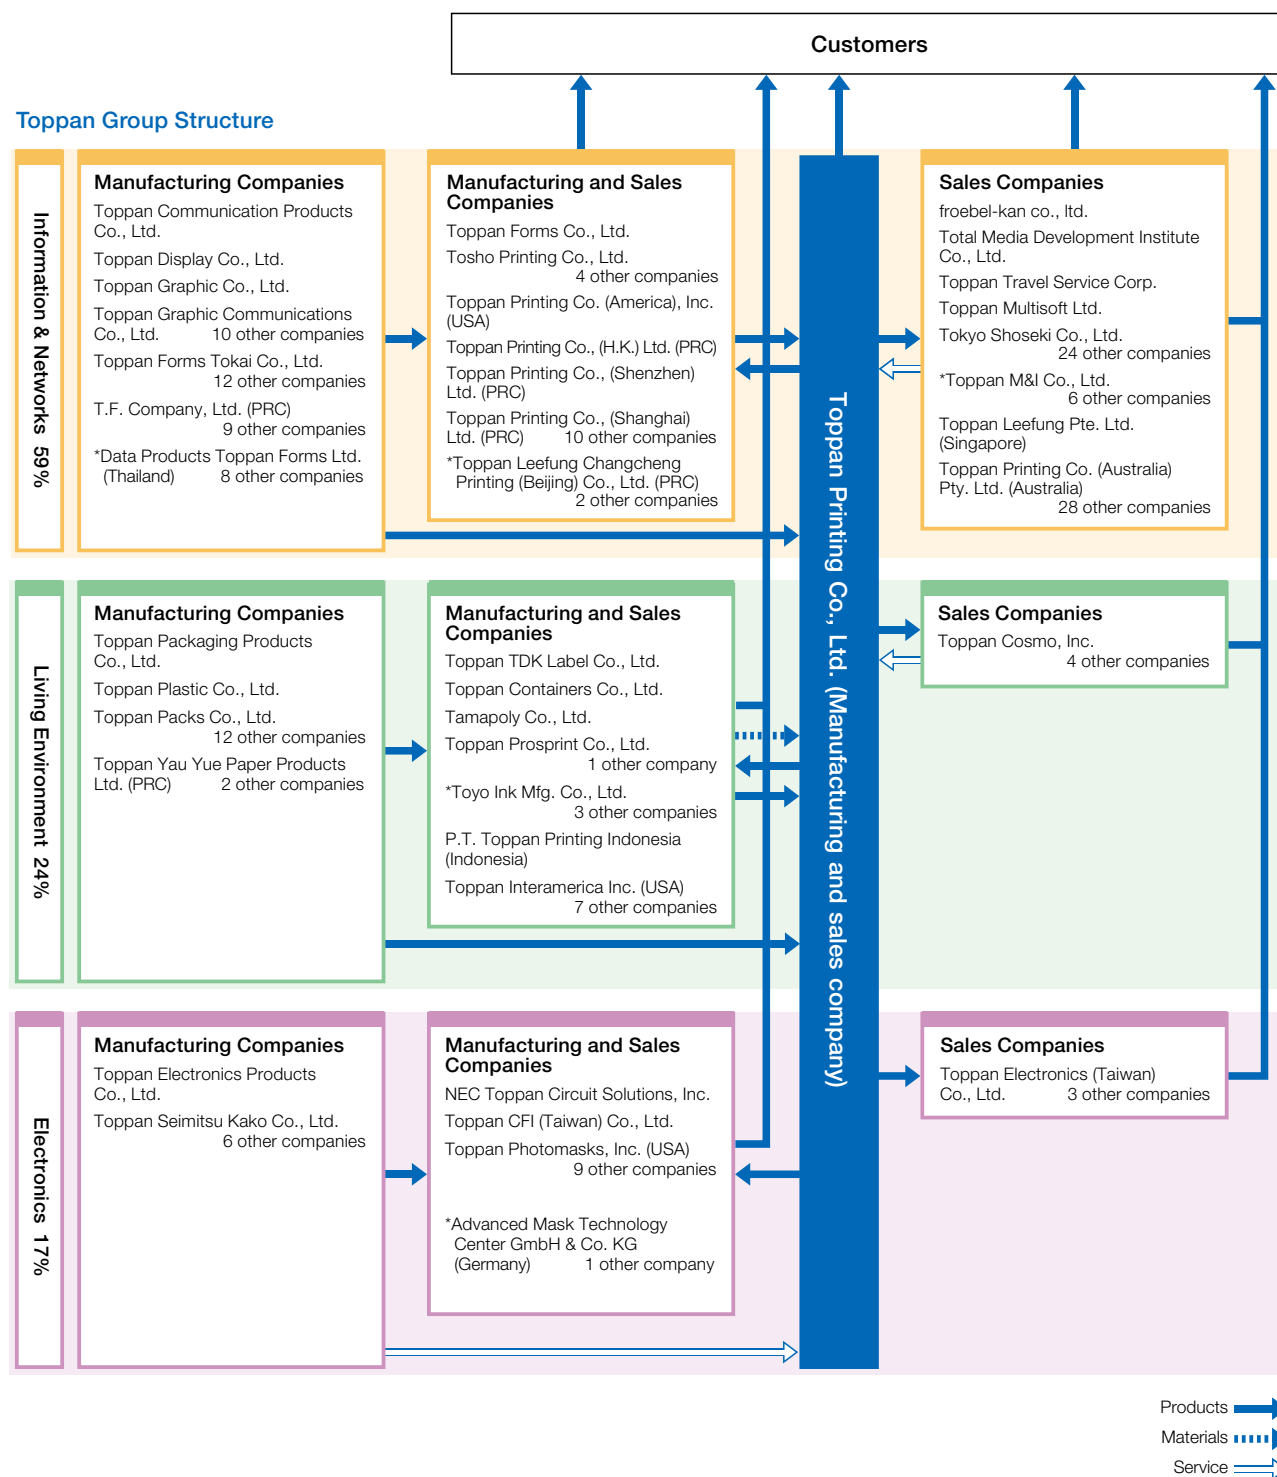 Customers
Toppan Group Structure
Information & Networks 59%
Manufacturing Companies
Toppan Communication Products
Co., Ltd.
Toppan Display Co., Ltd.
Toppan Graphic Co., Ltd.
Toppan Graphic Communications
Co., Ltd. 10 other companies
Toppan Forms Tokai Co., Ltd.
12 other companies
T.F. Company, Ltd. (PRC)
9 other companies
*Data Products Toppan Forms Ltd.
(Thailand) 8 other companies
Manufacturing and Sales
Companies
Toppan Forms Co., Ltd.
Tosho Printing Co., Ltd.
4 other companies
Toppan Printing Co. (America), Inc.
(USA)
Toppan Printing Co., (H.K.) Ltd. (PRC)
Toppan Printing Co., (Shenzhen)
Ltd. (PRC)
Toppan Printing Co., (Shanghai)
Ltd. (PRC) 10 other companies
*Toppan Leefung Changcheng
Printing (Beijing) Co., Ltd. (PRC)
2 other companies
Toppan Printing Co., Ltd. (Manufacturing and sales company)
Sales Companies
froebel-kan co., ltd.
Total Media Development Institute
Co., Ltd.
Toppan Travel Service Corp.
Toppan Multisoft Ltd.
Tokyo Shoseki Co., Ltd.
24 other companies
*Toppan M&I Co., Ltd.
6 other companies
Toppan Leefung Pte. Ltd.
(Singapore)
Toppan Printing Co. (Australia)
Pty. Ltd. (Australia)
28 other companies
Living Environment 24%
Manufacturing Companies
Toppan Packaging Products
Co., Ltd.
Toppan Plastic Co., Ltd.
Toppan Packs Co., Ltd.
12 other companies
Toppan Yau Yue Paper Products
Ltd. (PRC) 2 other companies
Manufacturing and Sales
Companies
Toppan TDK Label Co., Ltd.
Toppan Containers Co., Ltd.
Tamapoly Co., Ltd.
Toppan Prosprint Co., Ltd.
1 other company
*Toyo Ink Mfg. Co., Ltd.
3 other companies
P.T. Toppan Printing Indonesia
(Indonesia)
Toppan Interamerica Inc. (USA)
7 other companies
Sales Companies
Toppan Cosmo, Inc.
4 other companies
Electronics 17%
Manufacturing Companies
Toppan Electronics Products
Co., Ltd.
Toppan Seimitsu Kako Co., Ltd.
6 other companies
Manufacturing and Sales
Companies
NEC Toppan Circuit Solutions, Inc.
Toppan CFI (Taiwan) Co., Ltd.
Toppan Photomasks, Inc. (USA)
9 other companies
*Advanced Mask Technology
Center GmbH & Co. KG
(Germany) 1 other company
Sales Companies
Toppan Electronics (Taiwan)
Co., Ltd. 3 other companies
Products
Materials
Service